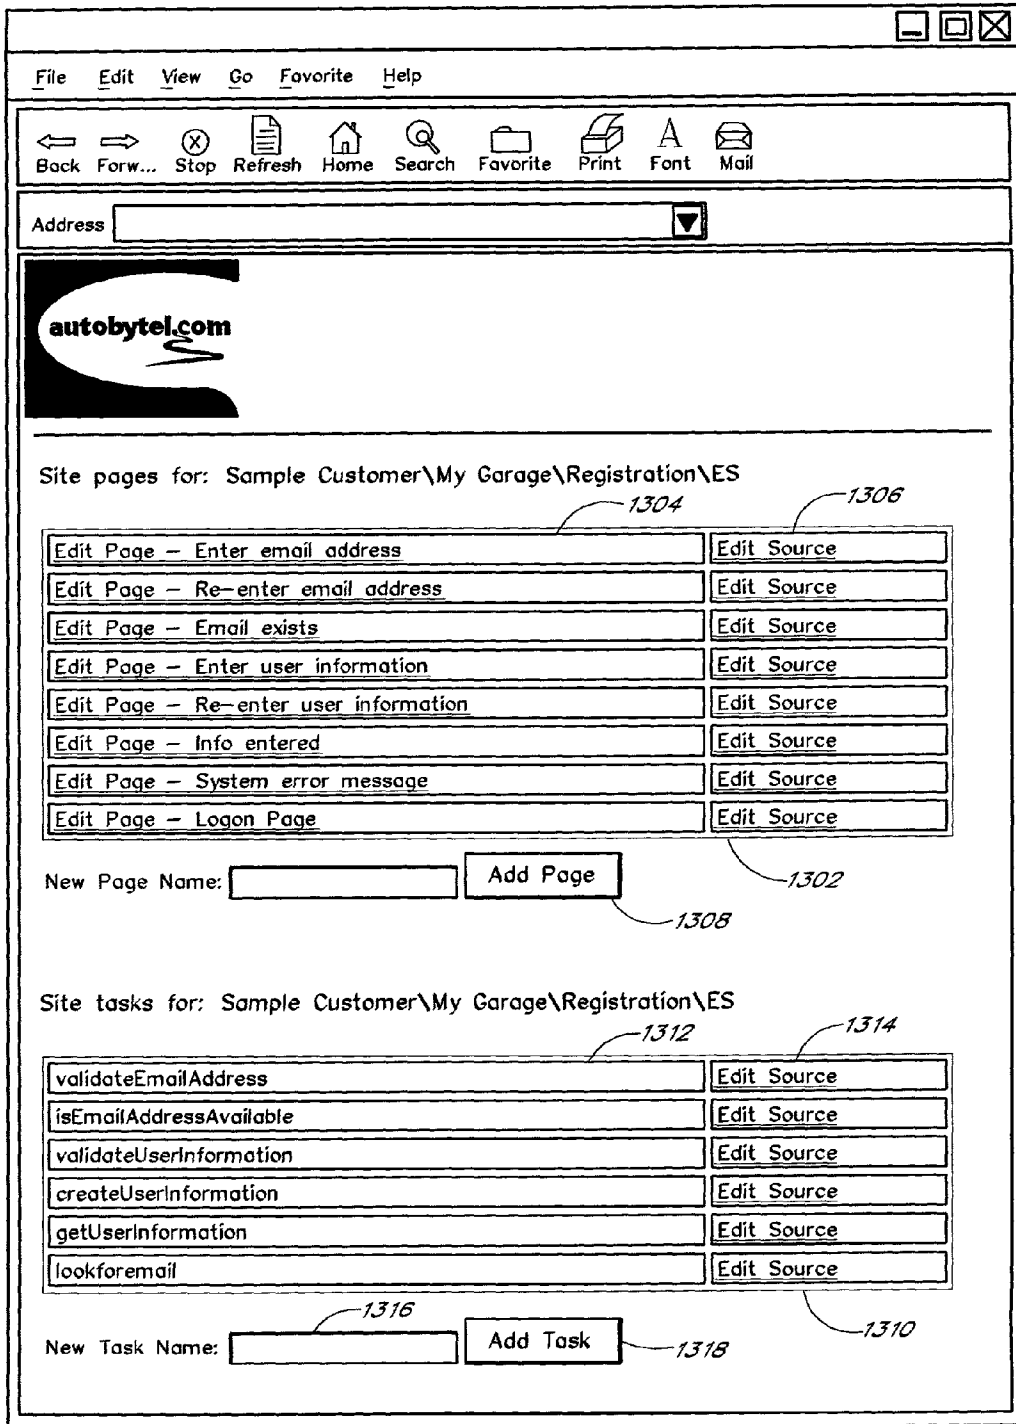 File Edit View Go Favorite Help
Back Forw... Stop Refresh Home Search Favorite Print Font Mail
Address
autobytel.com
Site pages for: Sample Customer\My Garage\Registration\ES
1304
1306
Edit Page – Enter email address Edit Source
Edit Page – Re–enter email address Edit Source
Edit Page – Email exists Edit Source
Edit Page – Enter user information Edit Source
Edit Page – Re–enter user information Edit Source
Edit Page – Info entered Edit Source
Edit Page – System error message Edit Source
Edit Page – Logon Page Edit Source
New Page Name: Add Page
1302
1308
Site tasks for: Sample Customer\My Garage\Registration\ES
1312
1314
validateEmailAddress Edit Source
isEmailAddressAvailable Edit Source
validateUserInformation Edit Source
createUserInformation Edit Source
getUserInformation Edit Source
lookforemail Edit Source
1316
1310
New Task Name: Add Task
1318